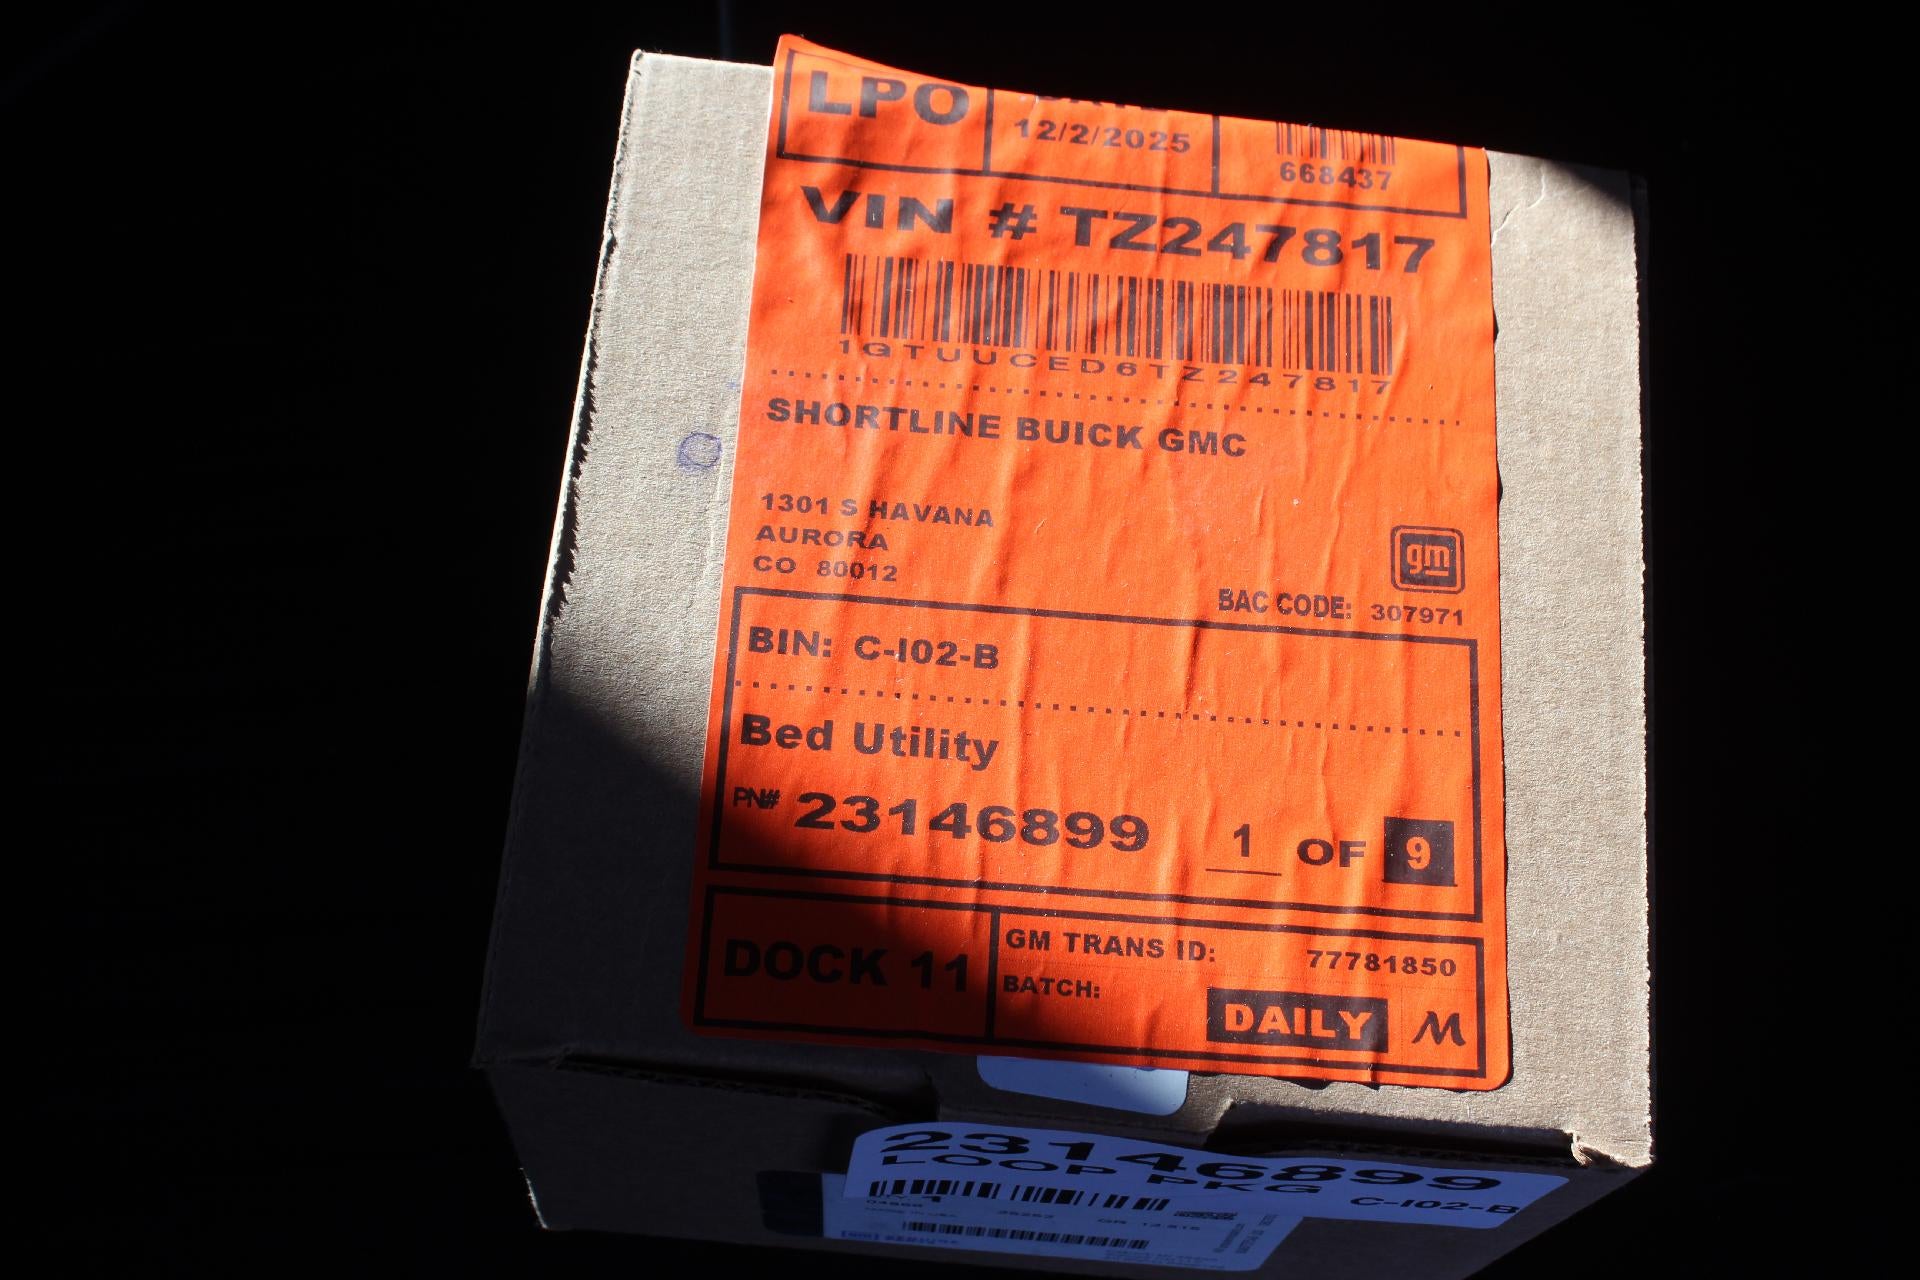 LPO
12/2/2025
668437
VIN # TZ247817
1GTUUCED6TZ247817
SHORTLINE BUICK GMC
1301 S HAVANA
AURORA
CO 80012
gm
BAC CODE: 307971
BIN: C-I02-B
Bed Utility
PN# 23146899 1 OF 9
DOCK 11
GM TRANS ID: 77781850
BATCH:
DAILY M
23146899
LOOP PKG C-I02-B